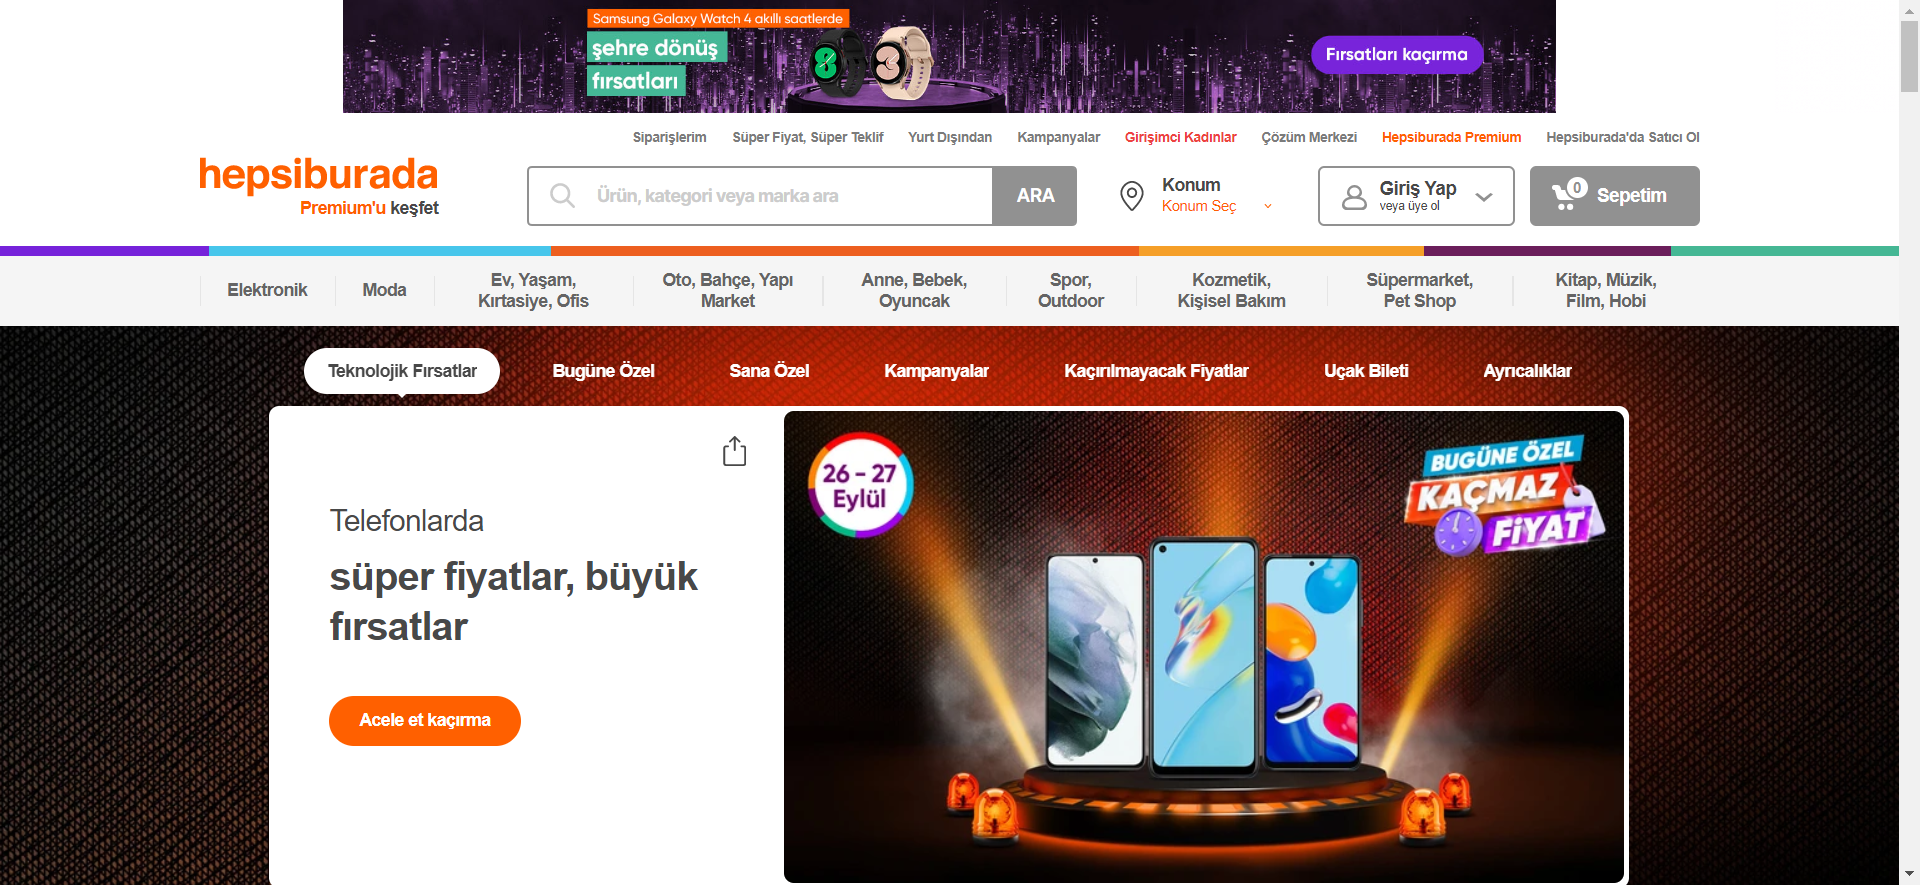 Samsung Galaxy Watch 4 akıllı saatlerde
şehre dönüş
fırsatları
Fırsatları kaçırma
Siparişlerim Süper Fiyat, Süper Teklif Yurt Dışından Kampanyalar Girişimci Kadınlar Çözüm Merkezi Hepsiburada Premium Hepsiburada'da Satıcı Ol
hepsiburada
Premium'u keşfet
Ürün, kategori veya marka ara
ARA
Konum
Konum Seç
Giriş Yap
veya üye ol
0
Sepetim
Elektronik
Moda
Ev, Yaşam,
Kırtasiye, Ofis
Oto, Bahçe, Yapı
Market
Anne, Bebek,
Oyuncak
Spor,
Outdoor
Kozmetik,
Kişisel Bakım
Süpermarket,
Pet Shop
Kitap, Müzik,
Film, Hobi
Teknolojik Fırsatlar Bugüne Özel Sana Özel Kampanyalar Kaçırılmayacak Fiyatlar Uçak Bileti Ayrıcalıklar
Telefonlarda
süper fiyatlar, büyük
fırsatlar
Acele et kaçırma
26 - 27
Eylül
BUGÜNE ÖZEL
KAÇMAZ
FİYAT